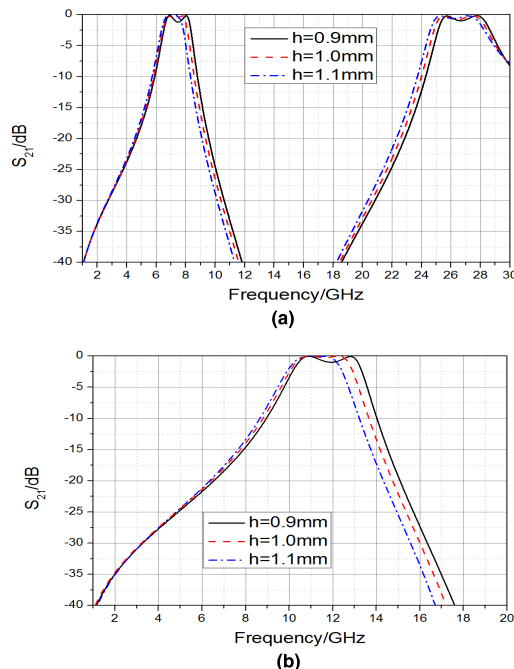 0
-5
-10
-15
-20
-25
-30
-35
-40
S21/dB
h=0.9mm
h=1.0mm
h=1.1mm
2 4 6 8 10 12 14 16 18 20 22 24 26 28 30
Frequency/GHz
(a)
0
-5
-10
-15
-20
-25
-30
-35
-40
S21/dB
h=0.9mm
h=1.0mm
h=1.1mm
2 4 6 8 10 12 14 16 18 20
Frequency/GHz
(b)